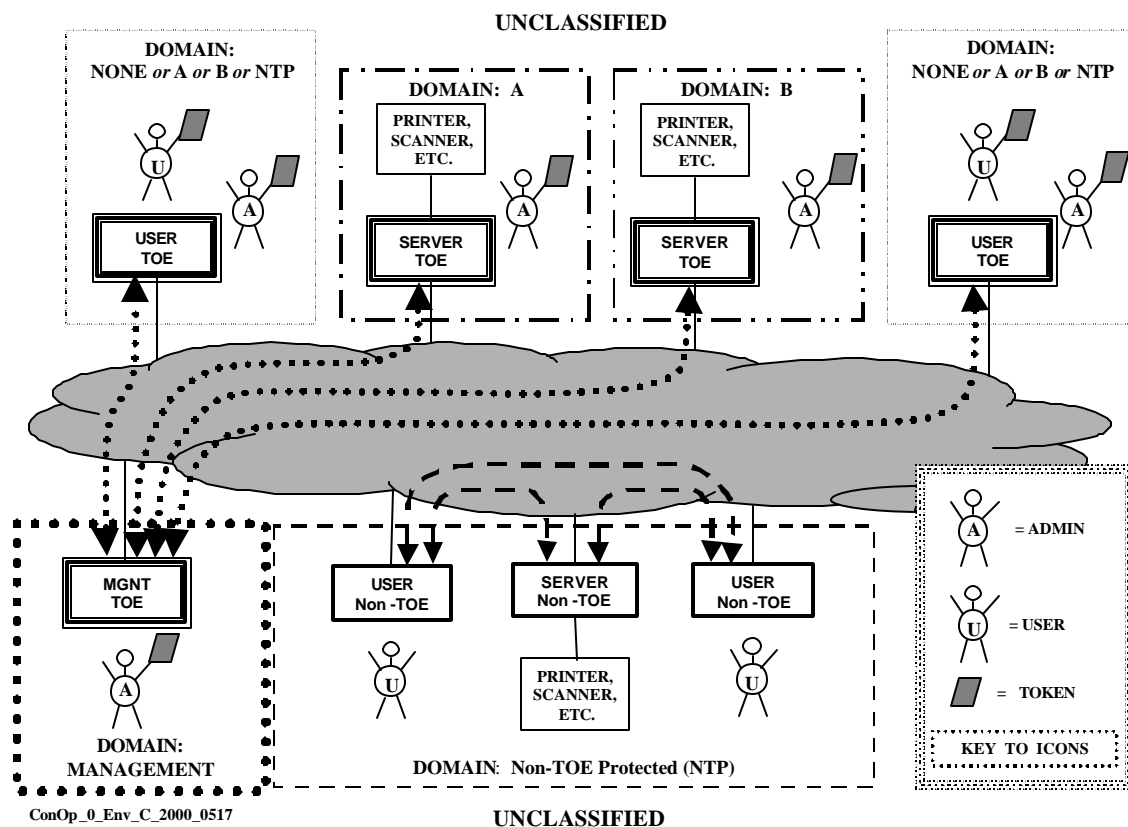 UNCLASSIFIED
DOMAIN:
NONE or A or B or NTP
U
A
USER
TOE
DOMAIN: A
PRINTER,
SCANNER,
ETC.
A
SERVER
TOE
DOMAIN: B
PRINTER,
SCANNER,
ETC.
A
SERVER
TOE
DOMAIN:
NONE or A or B or NTP
U
A
USER
TOE
MGNT
TOE
A
DOMAIN:
MANAGEMENT
USER
Non -TOE
U
SERVER
Non -TOE
PRINTER,
SCANNER,
ETC.
USER
Non -TOE
U
DOMAIN: Non-TOE Protected (NTP)
A = ADMIN
U = USER
= TOKEN
KEY TO ICONS
ConOp_0_Env_C_2000_0517
UNCLASSIFIED